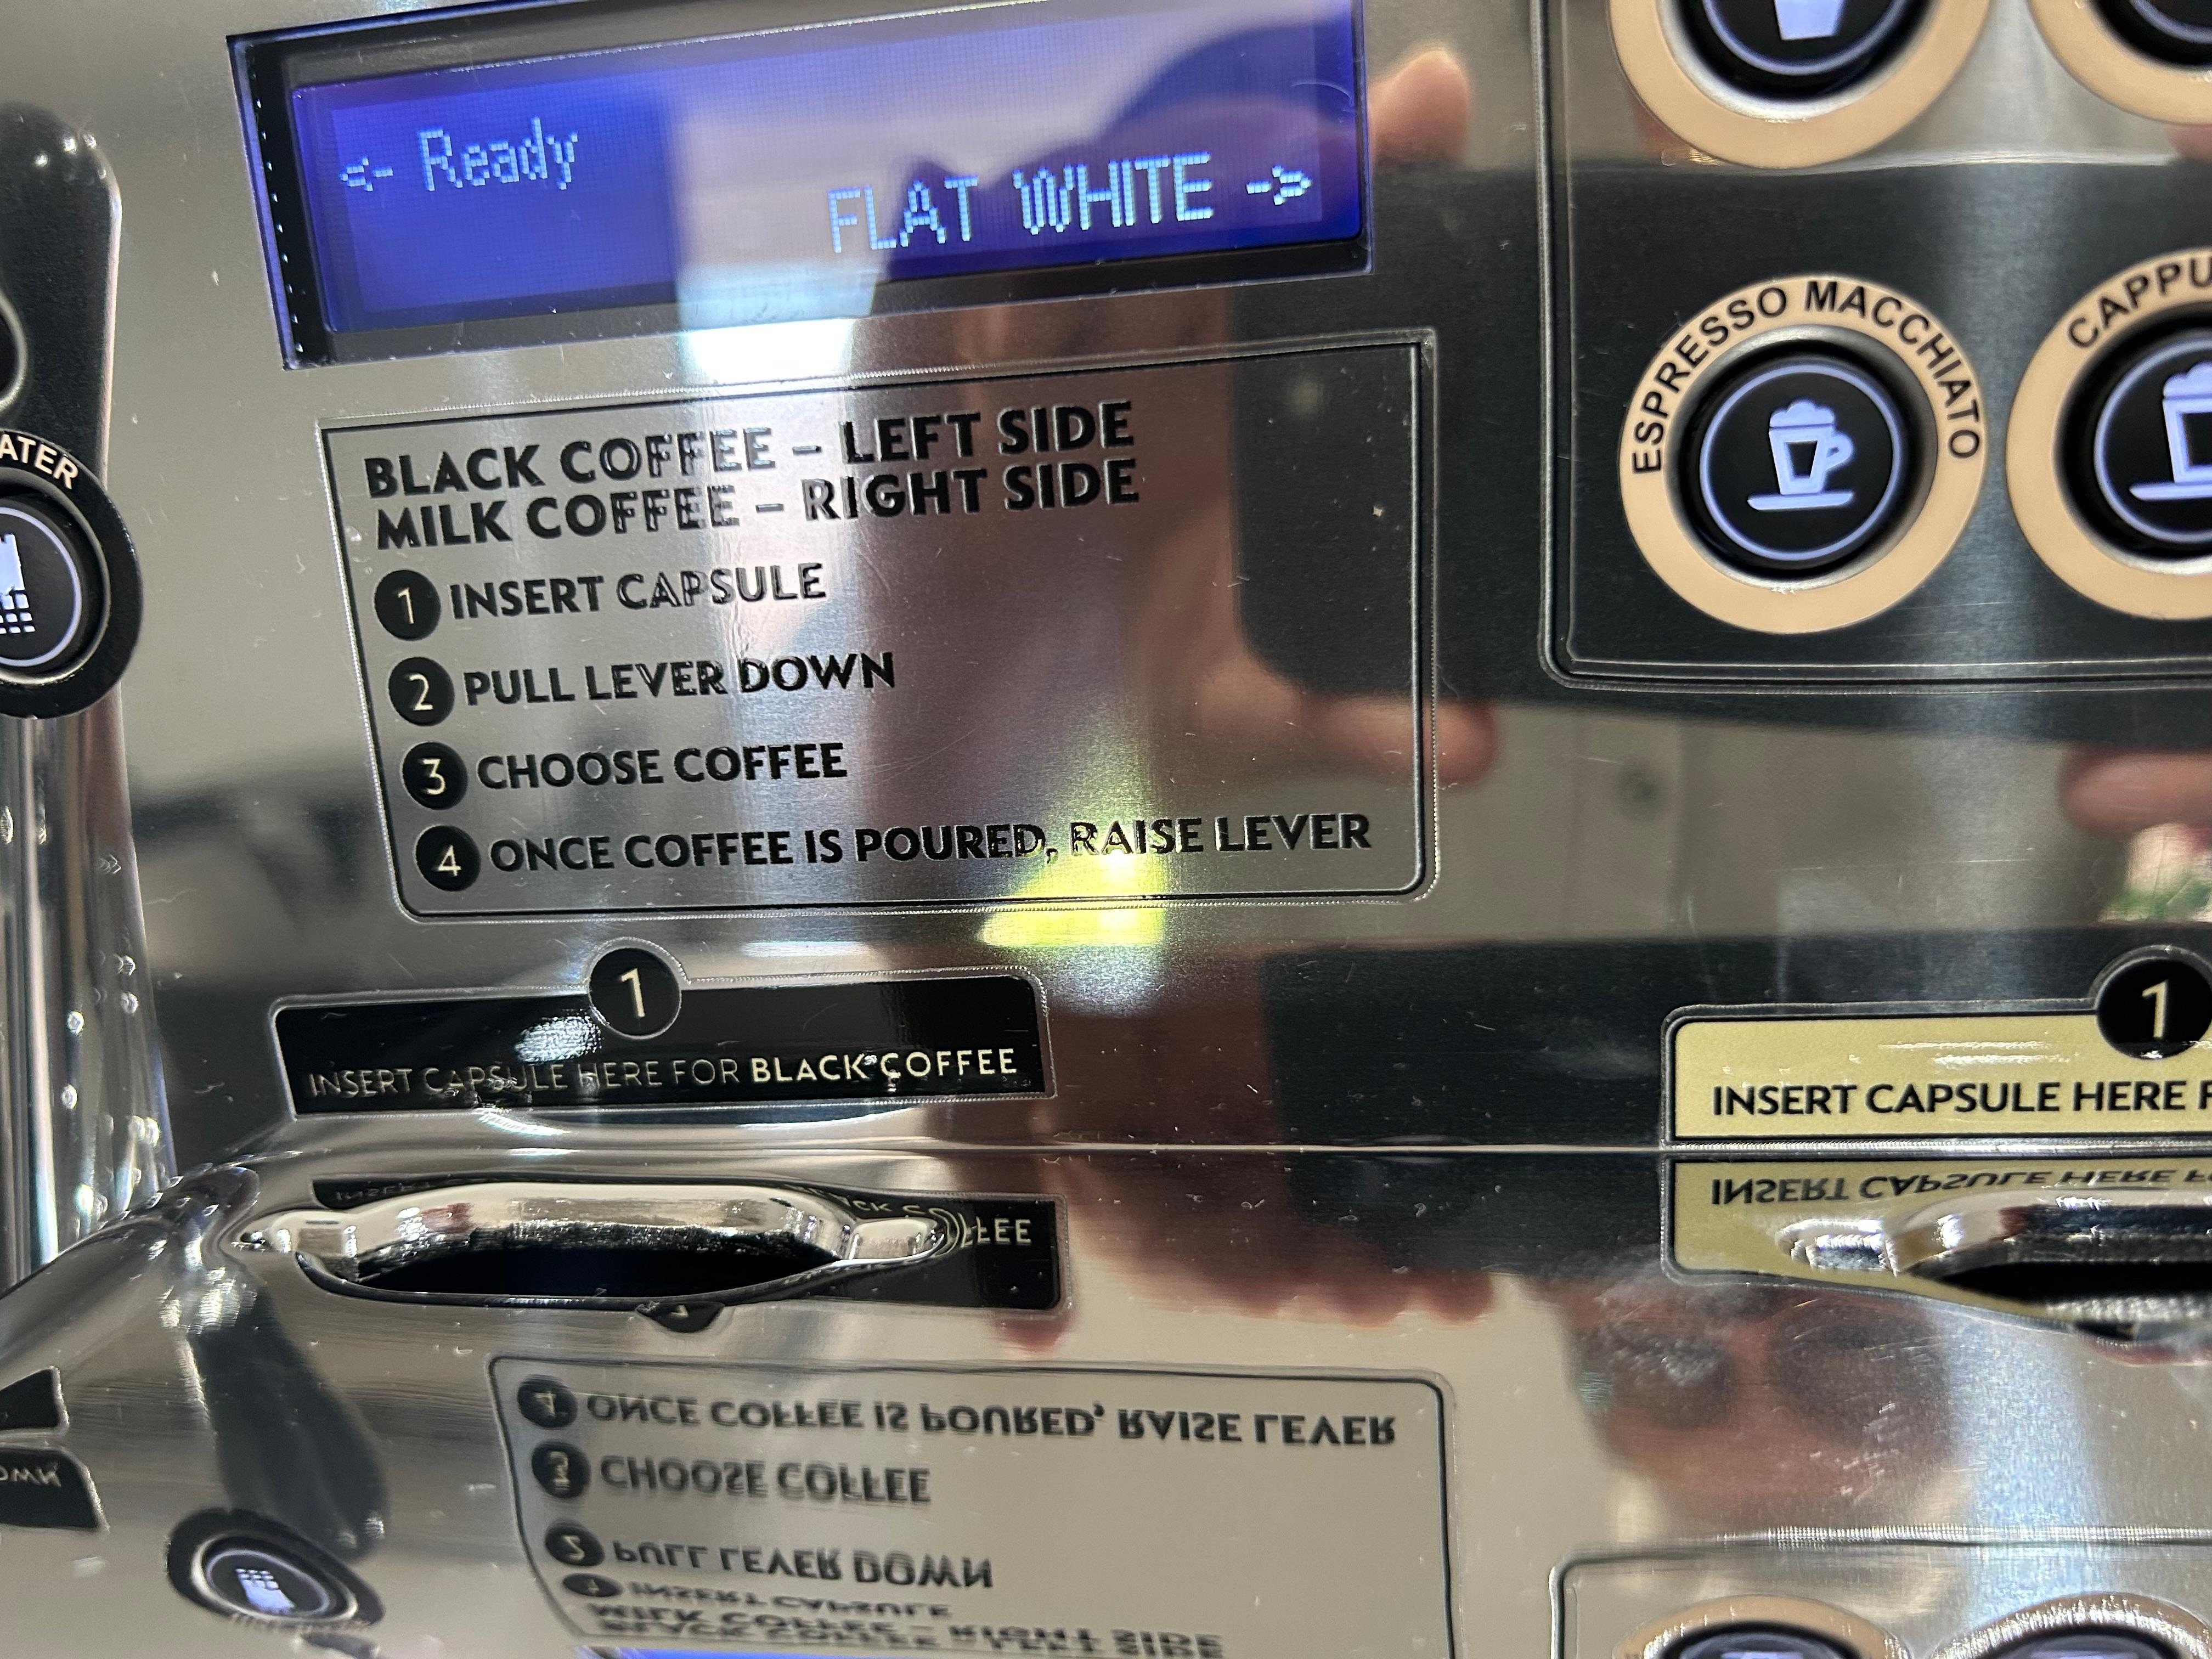 <- Ready
FLAT WHITE ->
ESPRESSO MACCHIATO
CAPPU
ATER
BLACK COFFEE – LEFT SIDE
MILK COFFEE – RIGHT SIDE
1 INSERT CAPSULE
2 PULL LEVER DOWN
3 CHOOSE COFFEE
4 ONCE COFFEE IS POURED, RAISE LEVER
1
INSERT CAPSULE HERE FOR BLACK COFFEE
1
INSERT CAPSULE HERE F